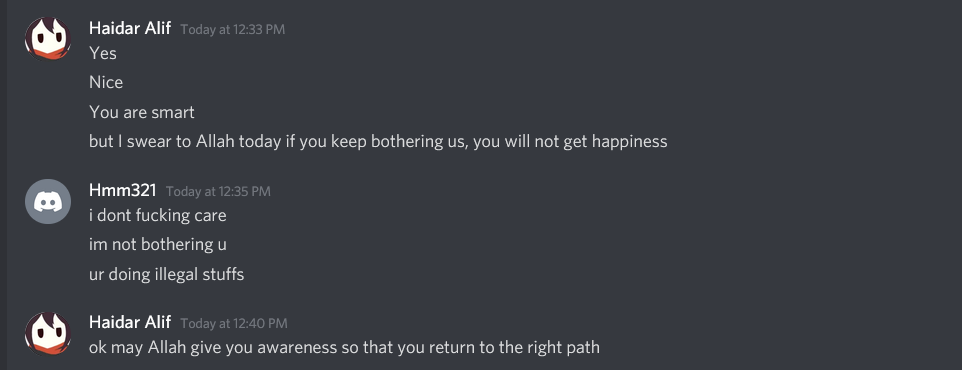 Haidar Alif Today at 12:33 PM
Yes
Nice
You are smart
but I swear to Allah today if you keep bothering us, you will not get happiness
Hmm321 Today at 12:35 PM
i dont fucking care
im not bothering u
ur doing illegal stuffs
Haidar Alif Today at 12:40 PM
ok may Allah give you awareness so that you return to the right path